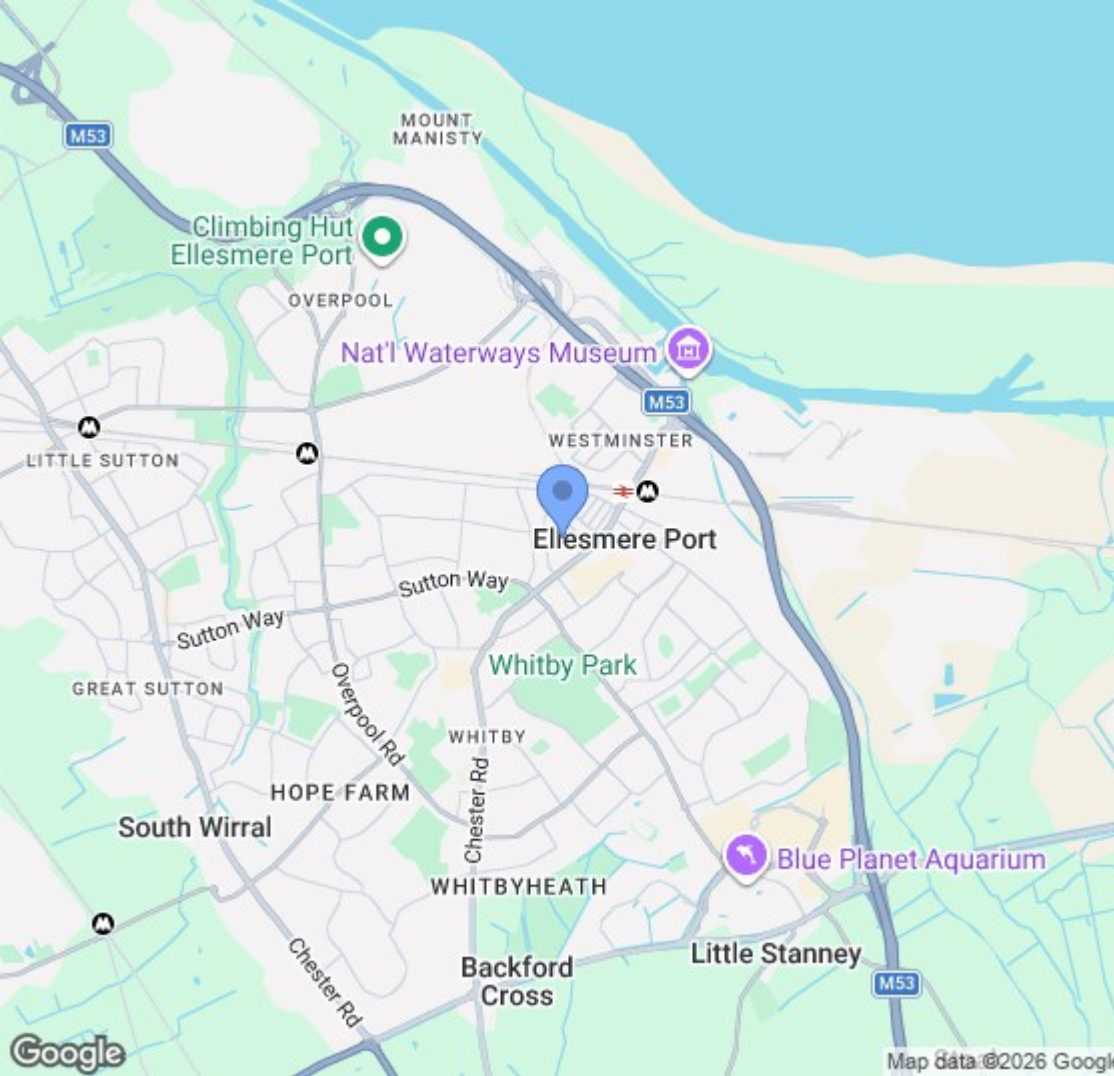 MOUNT
MANISTY
M53
Climbing Hut
Ellesmere Port
OVERPOOL
Nat'l Waterways Museum
M53
WESTMINSTER
LITTLE SUTTON
Ellesmere Port
Sutton Way
Sutton Way
Whitby Park
GREAT SUTTON
Overpool Rd
WHITBY
Chester Rd
HOPE FARM
South Wirral
Blue Planet Aquarium
WHITBYHEATH
Chester Rd
Backford
Cross
Little Stanney
M53
Google
Map data ©2026 Google